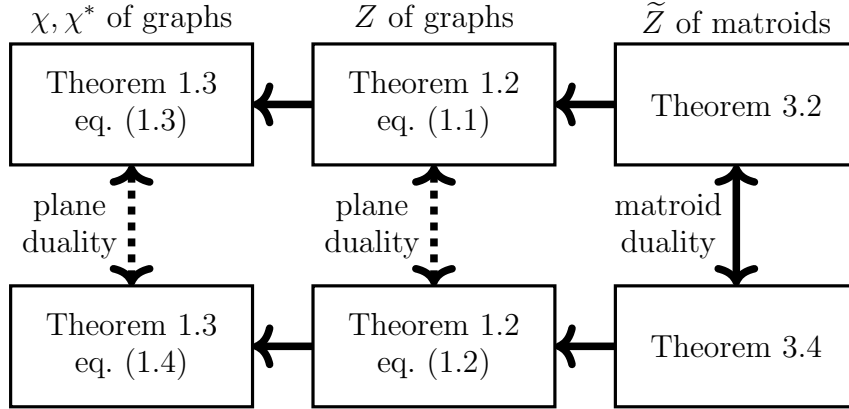 χ, χ* of graphs
Z of graphs
Z̃ of matroids
Theorem 1.3
eq. (1.3)
Theorem 1.2
eq. (1.1)
Theorem 3.2
plane
duality
plane
duality
matroid
duality
Theorem 1.3
eq. (1.4)
Theorem 1.2
eq. (1.2)
Theorem 3.4